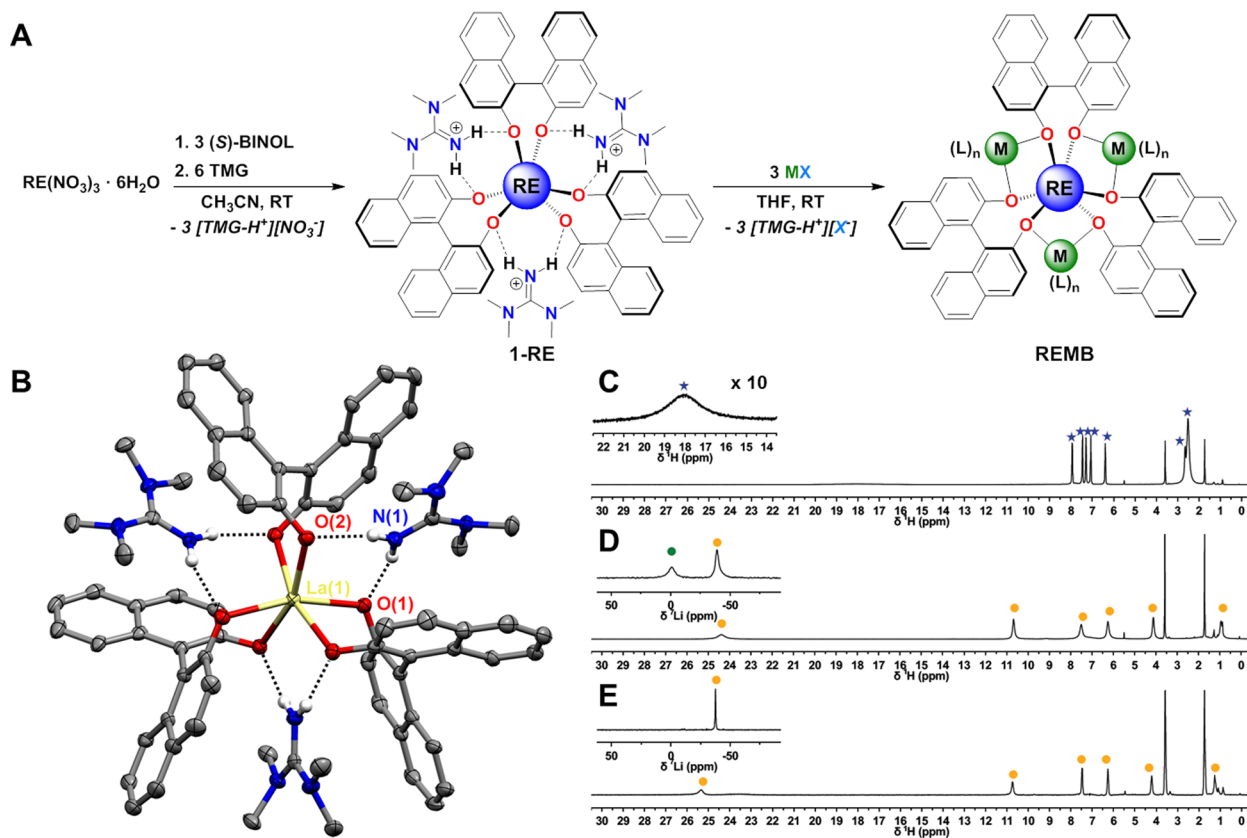 A
RE(NO₃)₃ · 6H₂O
1. 3 (S)-BINOL
2. 6 TMG
CH₃CN, RT
- 3 [TMG-H⁺][NO₃⁻]
N
N
N
H
H
⊕
O
O
H
H
N
N
N
⊕
RE
O
O
O
O
H
H
N
N
N
⊕
1-RE
3 MX
THF, RT
- 3 [TMG-H⁺][X⁻]
(L)ₙ
M
O
O
M
(L)ₙ
RE
O
O
O
O
M
(L)ₙ
REMB
B
O(2)
N(1)
La(1)
O(1)
C
x 10
22 21 20 19 18 17 16 15 14
δ ¹H (ppm)
30 29 28 27 26 25 24 23 22 21 20 19 18 17 16 15 14 13 12 11 10 9 8 7 6 5 4 3 2 1 0
δ ¹H (ppm)
D
50 0 -50
δ ⁷Li (ppm)
30 29 28 27 26 25 24 23 22 21 20 19 18 17 16 15 14 13 12 11 10 9 8 7 6 5 4 3 2 1 0
δ ¹H (ppm)
E
50 0 -50
δ ⁷Li (ppm)
30 29 28 27 26 25 24 23 22 21 20 19 18 17 16 15 14 13 12 11 10 9 8 7 6 5 4 3 2 1 0
δ ¹H (ppm)